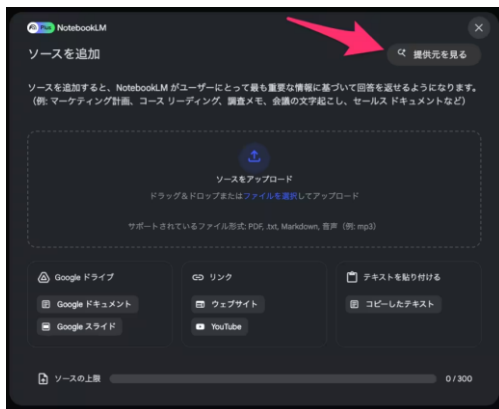 Plus NotebookLM
ソースを追加
提供元を見る
ソースを追加すると、NotebookLM がユーザーにとって最も重要な情報に基づいて回答を返せるようになります。
(例: マーケティング計画、コース リーディング、調査メモ、会議の文字起こし、セールス ドキュメントなど)
ソースをアップロード
ドラッグ＆ドロップまたはファイルを選択してアップロード
サポートされているファイル形式: PDF, .txt, Markdown, 音声（例: mp3）
Google ドライブ
Google ドキュメント
Google スライド
リンク
ウェブサイト
YouTube
テキストを貼り付ける
コピーしたテキスト
ソースの上限
0 / 300